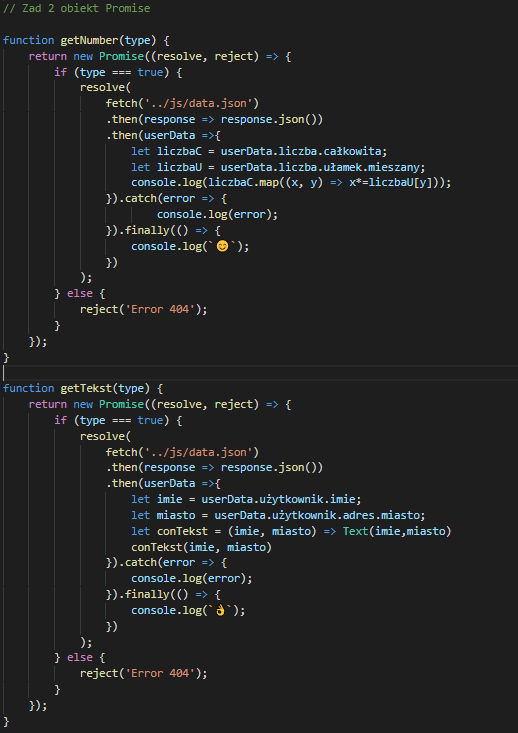 // Zad 2 obiekt Promise

function getNumber(type) {
    return new Promise((resolve, reject) => {
        if (type === true) {
            resolve(
                fetch('../js/data.json')
                .then(response => response.json())
                .then(userData =>{
                    let liczbaC = userData.liczba.całkowita;
                    let liczbaU = userData.liczba.ułamek.mieszany;
                    console.log(liczbaC.map((x, y) => x*=liczbaU[y]));
                }).catch(error => {
                        console.log(error);
                }).finally(() => {
                    console.log(`😊`);
                })
            );
        } else {
            reject('Error 404');
        }
    });
}

function getTekst(type) {
    return new Promise((resolve, reject) => {
        if (type === true) {
            resolve(
                fetch('../js/data.json')
                .then(response => response.json())
                .then(userData =>{
                    let imie = userData.użytkownik.imie;
                    let miasto = userData.użytkownik.adres.miasto;
                    let conTekst = (imie, miasto) => Text(imie,miasto)
                    conTekst(imie, miasto)
                }).catch(error => {
                    console.log(error);
                }).finally(() => {
                    console.log(`👌`);
                })
            );
        } else {
            reject('Error 404');
        }
    });
}